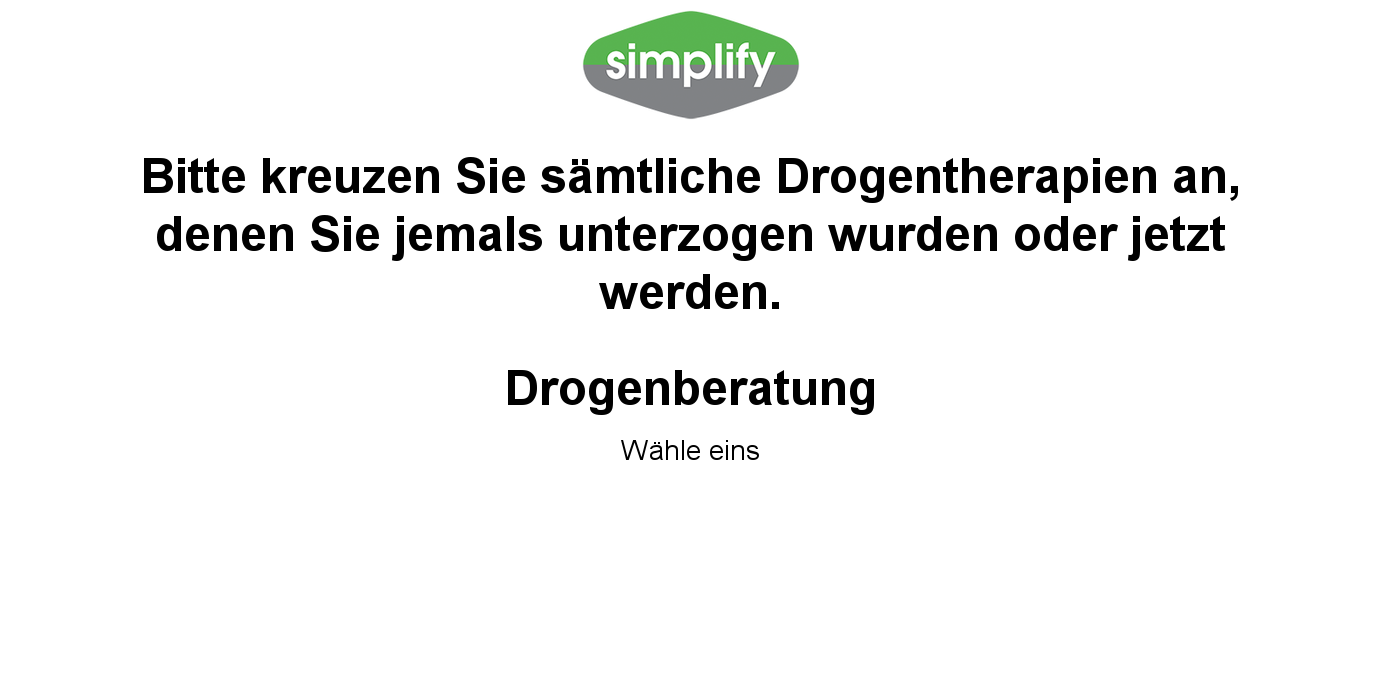 simplify
Bitte kreuzen Sie sämtliche Drogentherapien an,
denen Sie jemals unterzogen wurden oder jetzt
werden.
Drogenberatung
Wähle eins